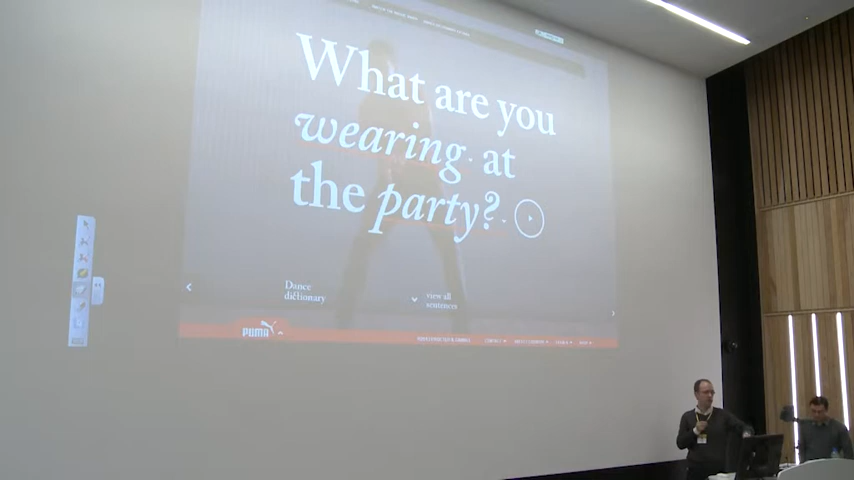 What are you
wearing at
the party?
Dance
dictionary
view all
sentences
PUMA